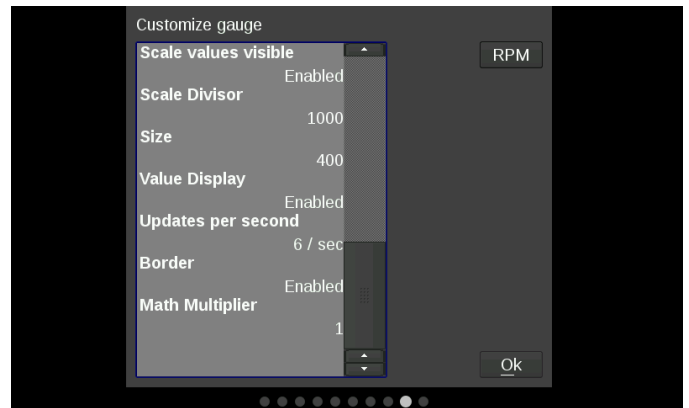 Customize gauge
Scale values visible
Enabled
Scale Divisor
1000
Size
400
Value Display
Enabled
Updates per second
6 / sec
Border
Enabled
Math Multiplier
1
RPM
Ok